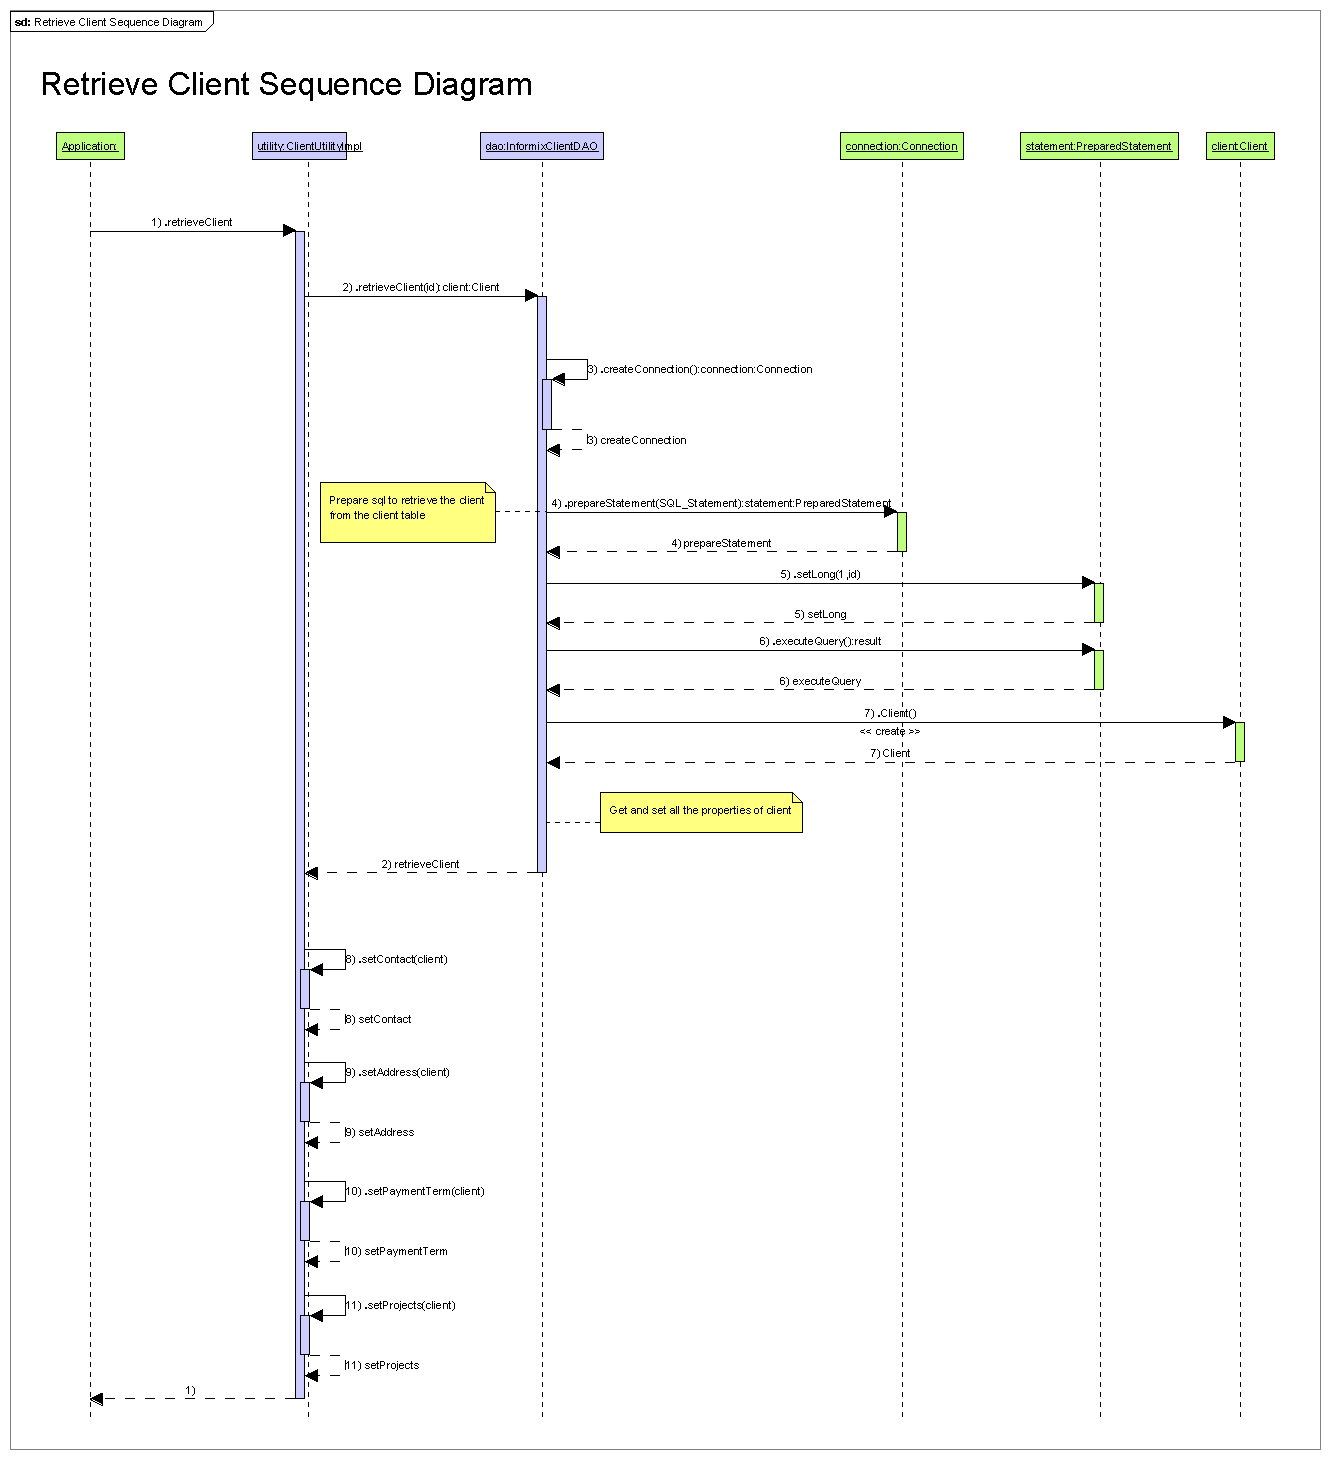 sd: Retrieve Client Sequence Diagram
Retrieve Client Sequence Diagram
Application:
utility:ClientUtilityImpl
dao:InformixClientDAO
connection:Connection
statement:PreparedStatement
client:Client
1) .retrieveClient
2) .retrieveClient(id):client:Client
3) .createConnection():connection:Connection
3) createConnection
Prepare sql to retrieve the client
from the client table
4) .prepareStatement(SQL_Statement):statement:PreparedStatement
4) prepareStatement
5) .setLong(1,id)
5) setLong
6) .executeQuery():result
6) executeQuery
7) .Client()
<< create >>
7) Client
Get and set all the properties of client
2) retrieveClient
8) .setContact(client)
8) setContact
9) .setAddress(client)
9) setAddress
10) .setPaymentTerm(client)
10) setPaymentTerm
11) .setProjects(client)
11) setProjects
1)